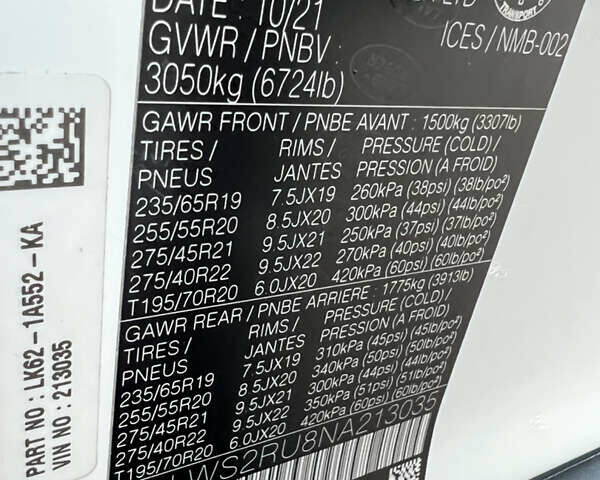 DATE: 10/21
GVWR / PNBV
3050kg (6724lb)
ICES / NMB-002
TRANSPORT
GAWR FRONT / PNBE AVANT : 1500kg (3307lb)
TIRES / RIMS / PRESSURE (COLD) /
PNEUS JANTES PRESSION (A FROID)
235/65R19 7.5JX19 260kPa (38psi) (38lb/po²)
255/55R20 8.5JX20 300kPa (44psi) (44lb/po²)
275/45R21 9.5JX21 250kPa (37psi) (37lb/po²)
275/40R22 9.5JX22 270kPa (40psi) (40lb/po²)
T195/70R20 6.0JX20 420kPa (60psi) (60lb/po²)
GAWR REAR / PNBE ARRIERE : 1775kg (3913lb)
TIRES / RIMS / PRESSURE (COLD) /
PNEUS JANTES PRESSION (A FROID)
235/65R19 7.5JX19 310kPa (45psi) (45lb/po²)
255/55R20 8.5JX20 340kPa (50psi) (50lb/po²)
275/45R21 9.5JX21 300kPa (44psi) (44lb/po²)
275/40R22 9.5JX22 350kPa (51psi) (51lb/po²)
T195/70R20 6.0JX20 420kPa (60psi) (60lb/po²)
WS2RU8NA213035
PART NO : LK62-1A552-KA
VIN NO : 213035